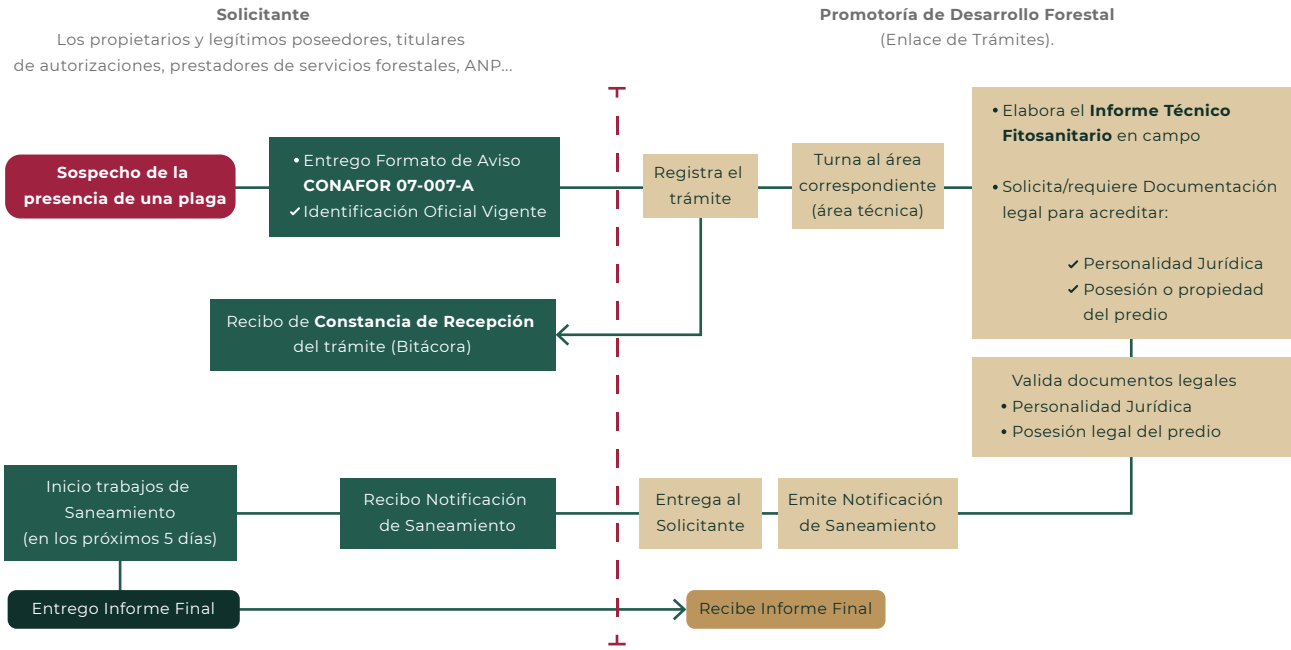 Solicitante
Los propietarios y legítimos poseedores, titulares
de autorizaciones, prestadores de servicios forestales, ANP...
Promotoría de Desarrollo Forestal
(Enlace de Trámites).
Sospecho de la
presencia de una plaga
• Entrego Formato de Aviso
CONAFOR 07-007-A
✓ Identificación Oficial Vigente
Registra el
trámite
Turna al área
correspondiente
(área técnica)
• Elabora el Informe Técnico
Fitosanitario en campo
• Solicita/requiere Documentación
legal para acreditar:
✓ Personalidad Jurídica
✓ Posesión o propiedad
del predio
Recibo de Constancia de Recepción
del trámite (Bitácora)
Valida documentos legales
• Personalidad Jurídica
• Posesión legal del predio
Inicio trabajos de
Saneamiento
(en los próximos 5 días)
Recibo Notificación
de Saneamiento
Entrega al
Solicitante
Emite Notificación
de Saneamiento
Entrego Informe Final
Recibe Informe Final